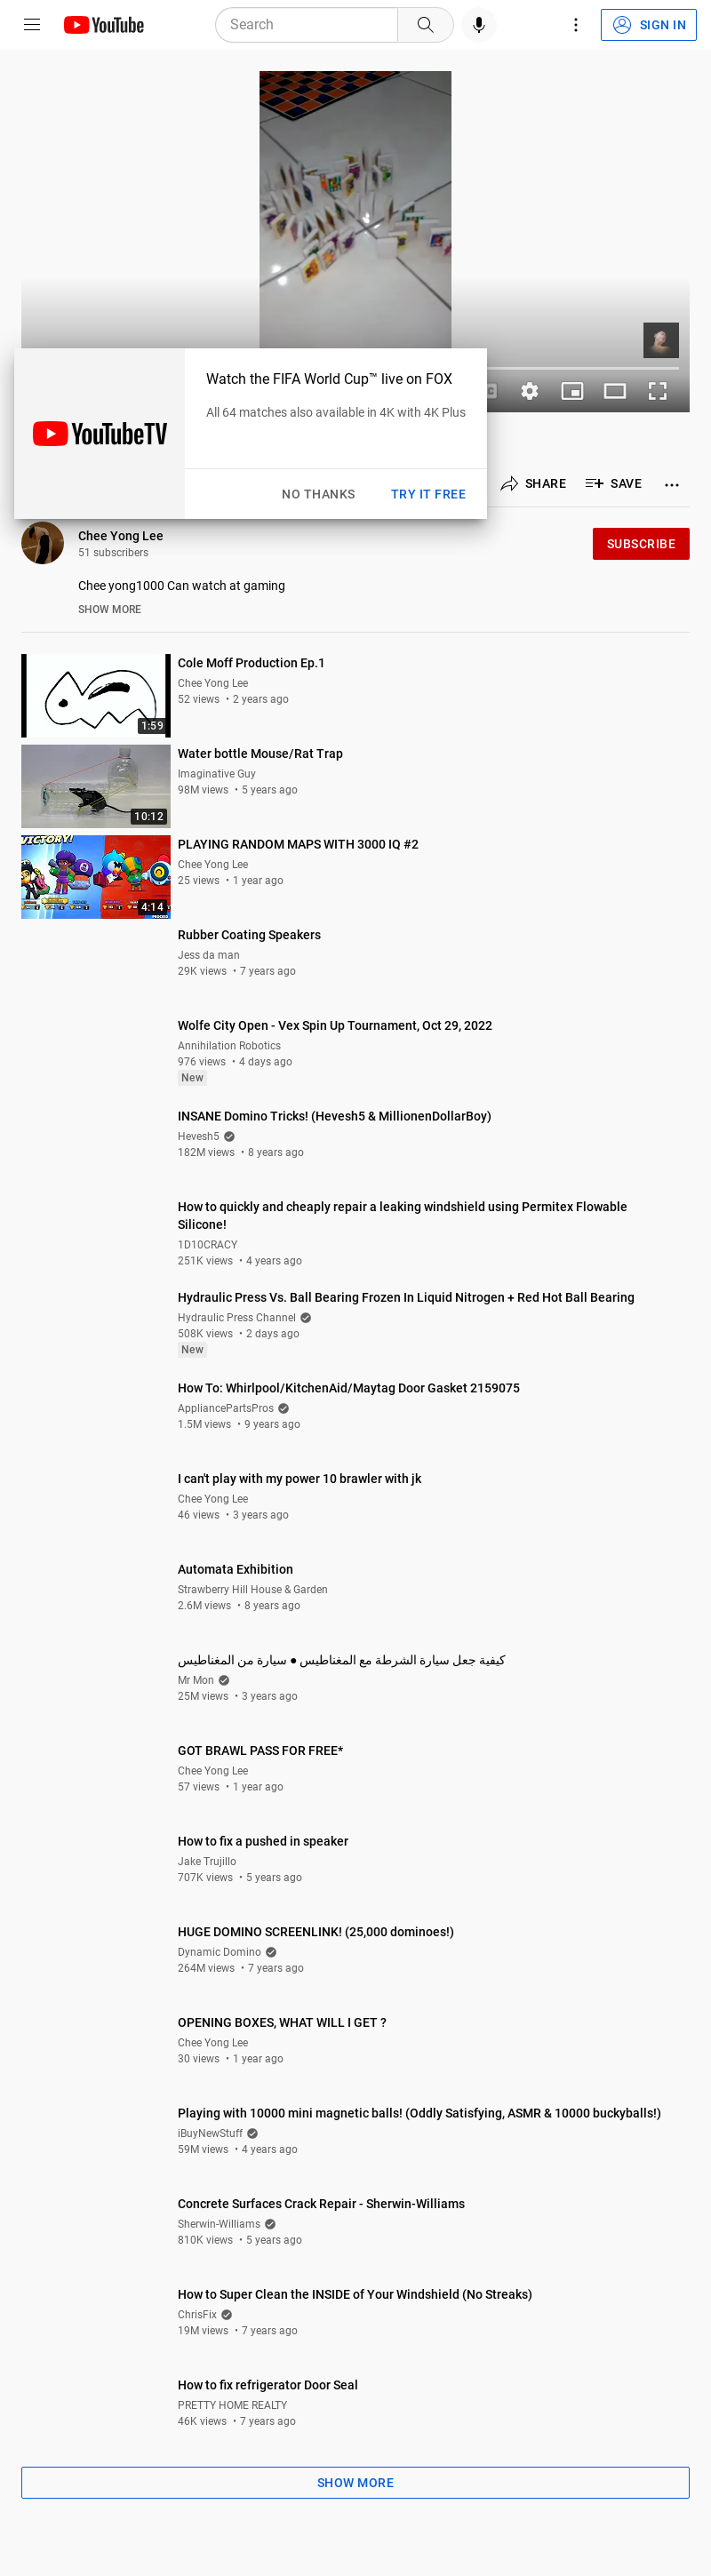 YouTube
Search
SIGN IN
Watch the FIFA World Cup™ live on FOX
All 64 matches also available in 4K with 4K Plus
YouTubeTV
NO THANKS
TRY IT FREE
SHARE
SAVE
Chee Yong Lee
51 subscribers
SUBSCRIBE
Chee yong1000 Can watch at gaming
SHOW MORE
Cole Moff Production Ep.1
Chee Yong Lee
52 views • 2 years ago
1:59
Water bottle Mouse/Rat Trap
Imaginative Guy
98M views • 5 years ago
10:12
VICTORY!
PLAYING RANDOM MAPS WITH 3000 IQ #2
Chee Yong Lee
25 views • 1 year ago
4:14
Rubber Coating Speakers
Jess da man
29K views • 7 years ago
Wolfe City Open - Vex Spin Up Tournament, Oct 29, 2022
Annihilation Robotics
976 views • 4 days ago
New
INSANE Domino Tricks! (Hevesh5 & MillionenDollarBoy)
Hevesh5
182M views • 8 years ago
How to quickly and cheaply repair a leaking windshield using Permitex Flowable
Silicone!
1D10CRACY
251K views • 4 years ago
Hydraulic Press Vs. Ball Bearing Frozen In Liquid Nitrogen + Red Hot Ball Bearing
Hydraulic Press Channel
508K views • 2 days ago
New
How To: Whirlpool/KitchenAid/Maytag Door Gasket 2159075
AppliancePartsPros
1.5M views • 9 years ago
I can't play with my power 10 brawler with jk
Chee Yong Lee
46 views • 3 years ago
Automata Exhibition
Strawberry Hill House & Garden
2.6M views • 8 years ago
كيفية جعل سيارة الشرطة مع المغناطيس ● سيارة من المغناطيس
Mr Mon
25M views • 3 years ago
GOT BRAWL PASS FOR FREE*
Chee Yong Lee
57 views • 1 year ago
How to fix a pushed in speaker
Jake Trujillo
707K views • 5 years ago
HUGE DOMINO SCREENLINK! (25,000 dominoes!)
Dynamic Domino
264M views • 7 years ago
OPENING BOXES, WHAT WILL I GET ?
Chee Yong Lee
30 views • 1 year ago
Playing with 10000 mini magnetic balls! (Oddly Satisfying, ASMR & 10000 buckyballs!)
iBuyNewStuff
59M views • 4 years ago
Concrete Surfaces Crack Repair - Sherwin-Williams
Sherwin-Williams
810K views • 5 years ago
How to Super Clean the INSIDE of Your Windshield (No Streaks)
ChrisFix
19M views • 7 years ago
How to fix refrigerator Door Seal
PRETTY HOME REALTY
46K views • 7 years ago
SHOW MORE